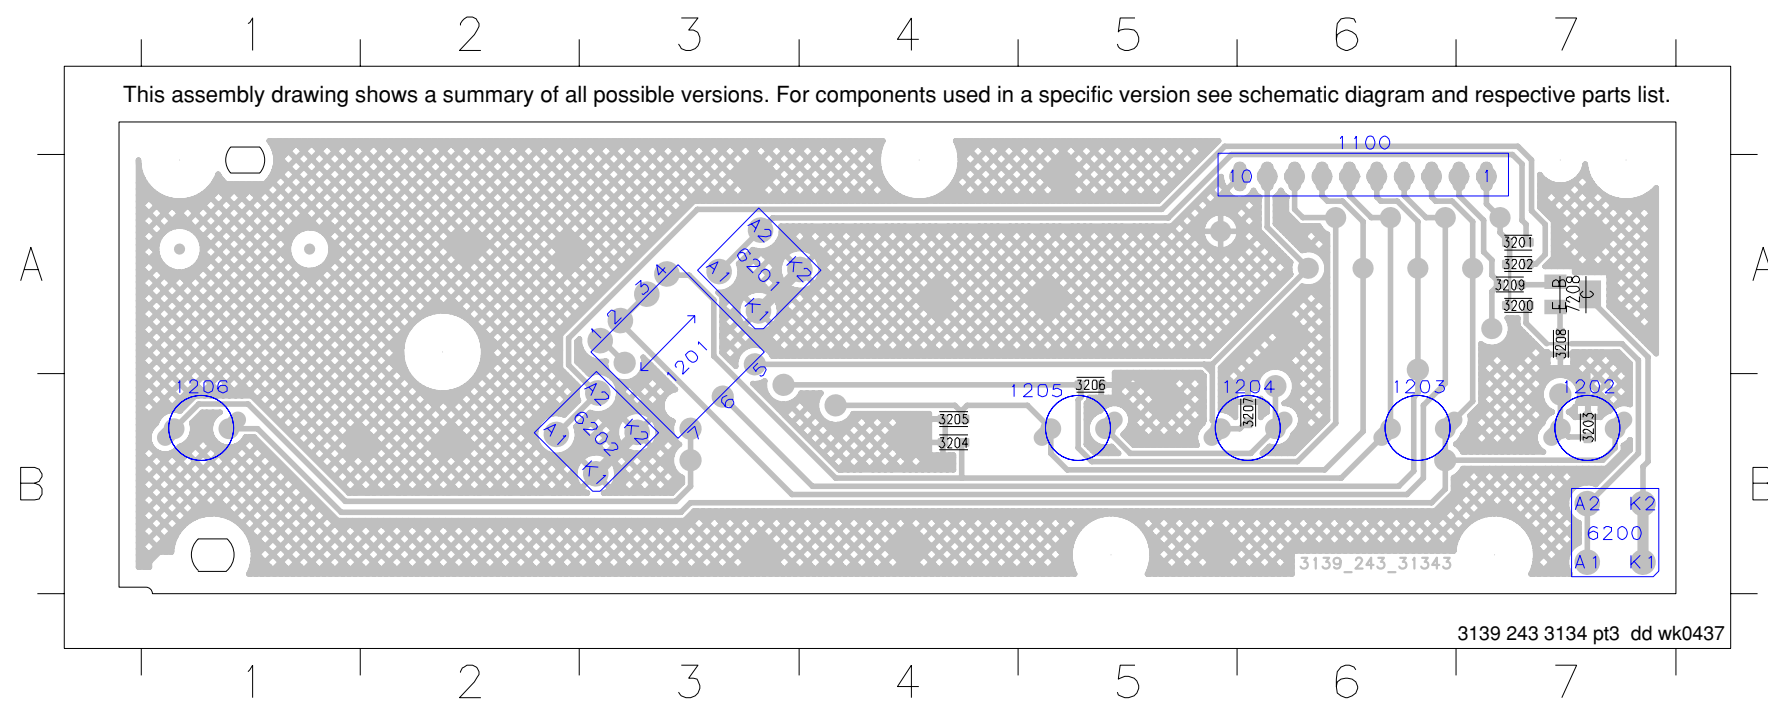 1 2 3 4 5 6 7
This assembly drawing shows a summary of all possible versions. For components used in a specific version see schematic diagram and respective parts list.
1100
10 1
A2
A1 6201 K2
K1
A A
3201
3202
3209
3200
B
E 7208
C
3208
4
3
2
1
1201
5
6
7
1206
1205
3206
1204
3207
1203
1202
3203
A2
A1 6202 K2
K1
3205
3204
B B
A2 K2
6200
A1 K1
3139_243_31343
3139 243 3134 pt3 dd wk0437
1 2 3 4 5 6 7